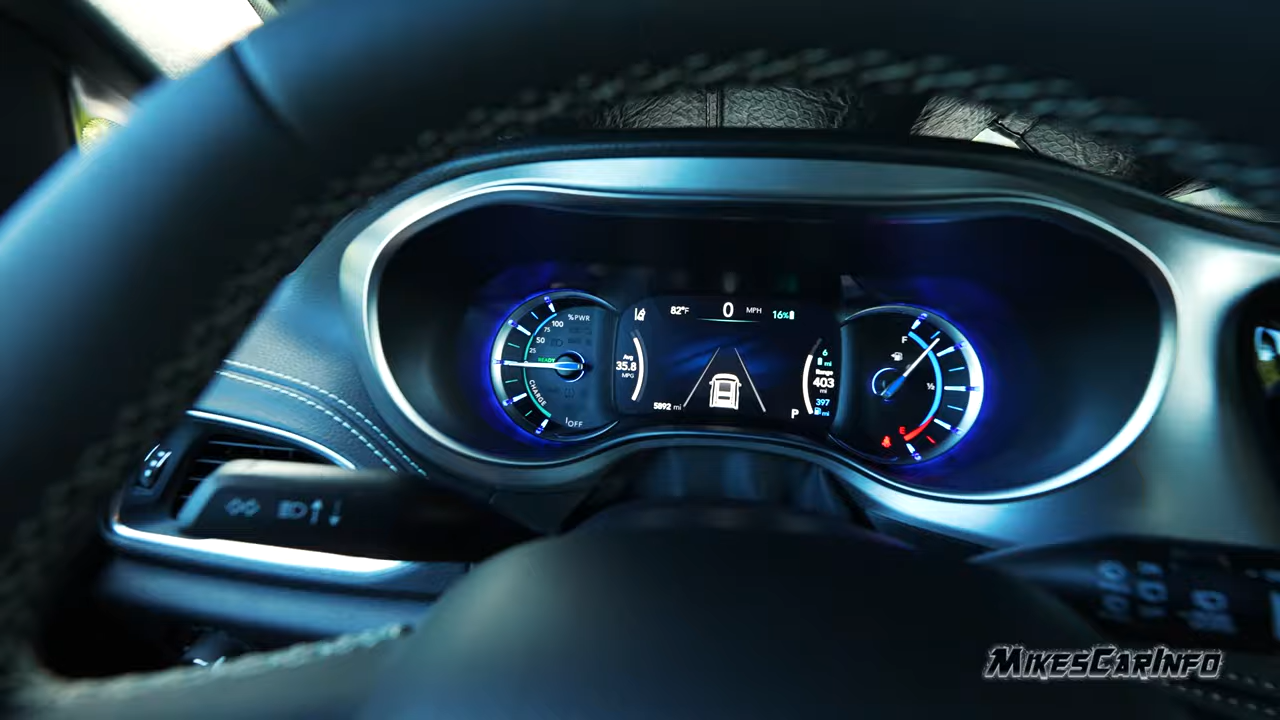 82°F
0
MPH
16%
% PWR
100
75
50
25
READY
CHARGE
OFF
Avg
35.8
MPG
5892 mi
6
mi
Range
403
mi
397
mi
P
F
½
E
MIKESCARINFO